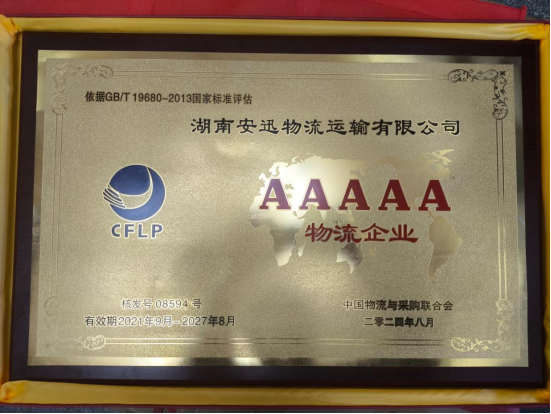 依据GB/T 19680-2013国家标准评估
湖南安迅物流运输有限公司
AAAAA
CFLP
物流企业
核发号 08594 号
有效期2021年9月-2027年8月
中国物流与采购联合会
二零二四年八月